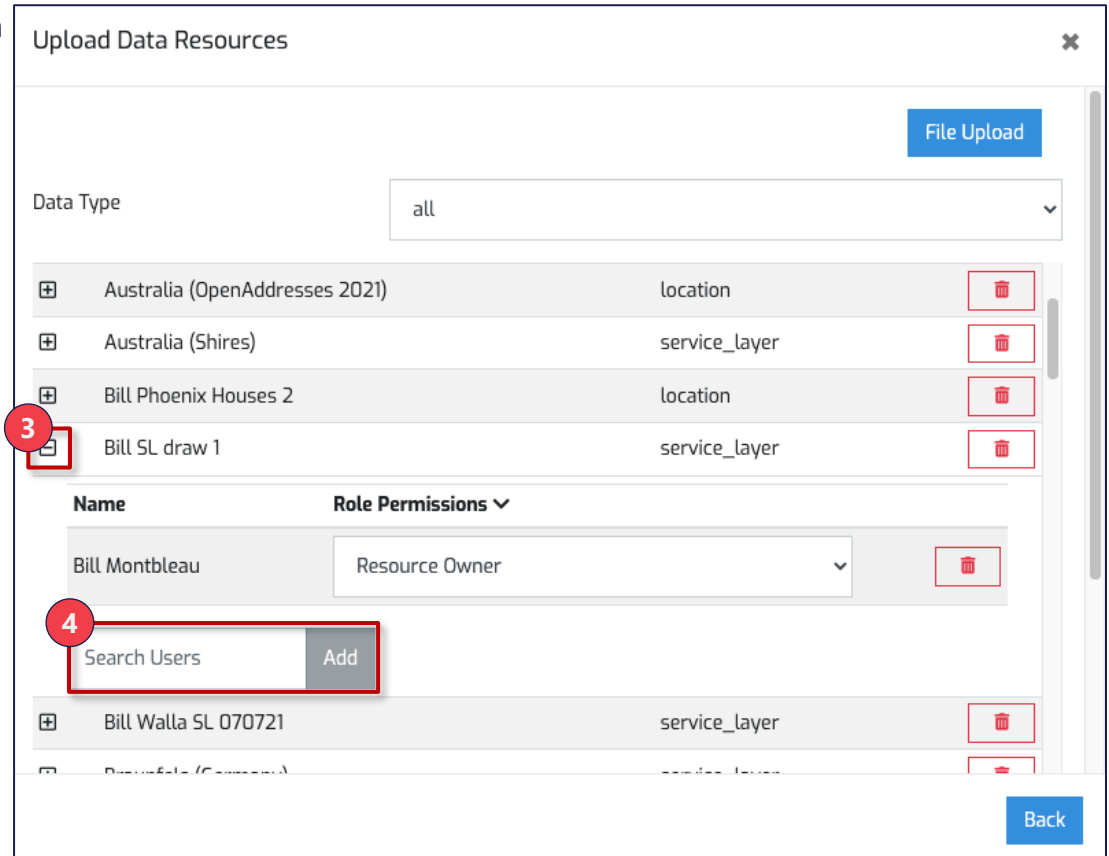 Upload Data Resources
File Upload
Data Type
all
Australia (OpenAddresses 2021) location
Australia (Shires) service_layer
Bill Phoenix Houses 2 location
3
Bill SL draw 1 service_layer
Name Role Permissions
Bill Montbleau Resource Owner
4
Search Users Add
Bill Walla SL 070721 service_layer
Back